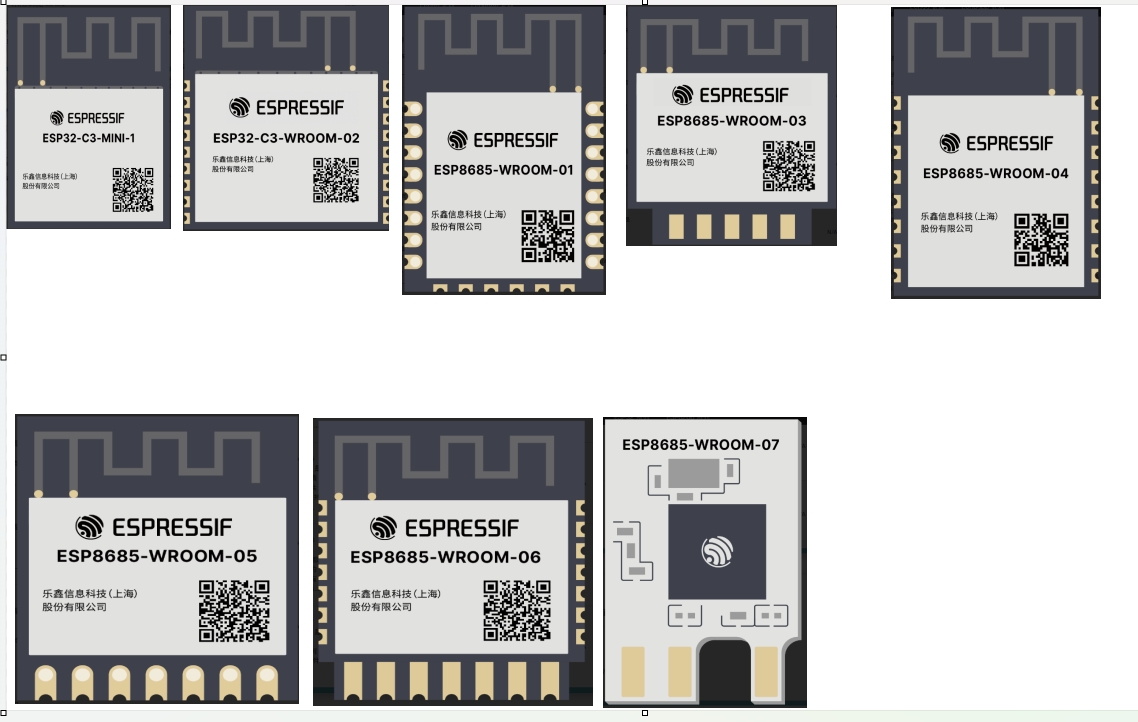 ESPRESSIF
ESP32-C3-MINI-1
乐鑫信息科技(上海)
股份有限公司
ESPRESSIF
ESP32-C3-WROOM-02
乐鑫信息科技(上海)
股份有限公司
ESPRESSIF
ESP8685-WROOM-01
乐鑫信息科技(上海)
股份有限公司
ESPRESSIF
ESP8685-WROOM-03
乐鑫信息科技(上海)
股份有限公司
ESPRESSIF
ESP8685-WROOM-04
乐鑫信息科技(上海)
股份有限公司
ESPRESSIF
ESP8685-WROOM-05
乐鑫信息科技(上海)
股份有限公司
ESPRESSIF
ESP8685-WROOM-06
乐鑫信息科技(上海)
股份有限公司
ESP8685-WROOM-07